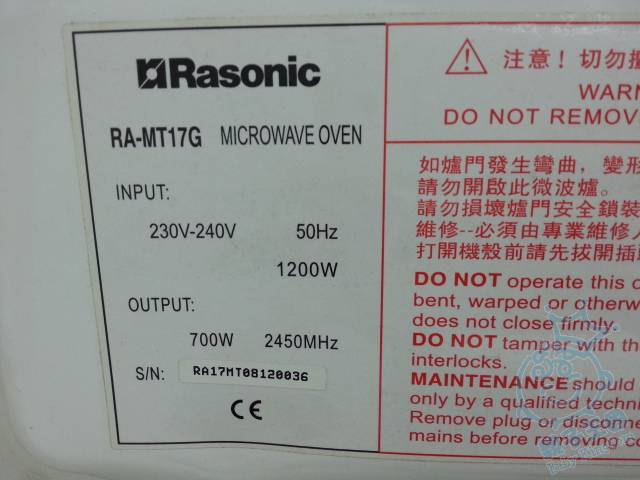 Rasonic
RA-MT17G MICROWAVE OVEN
INPUT:
230V-240V 50Hz
1200W
OUTPUT:
700W 2450MHz
S/N: RA17MT08120036
CE
注意！切勿
DO NOT
如爐門發生彎曲，變形
請勿開啟此微波爐。
請勿損壞爐門安全鎖裝
維修--必須由專業維修人
打開機殼前請先拔開插
DO NOT operate this
bent, warped or otherw
does not close firmly.
DO NOT tamper with th
interlocks.
MAINTENANCE should
only by a qualified techni
Remove plug or disconne
mains before removing co